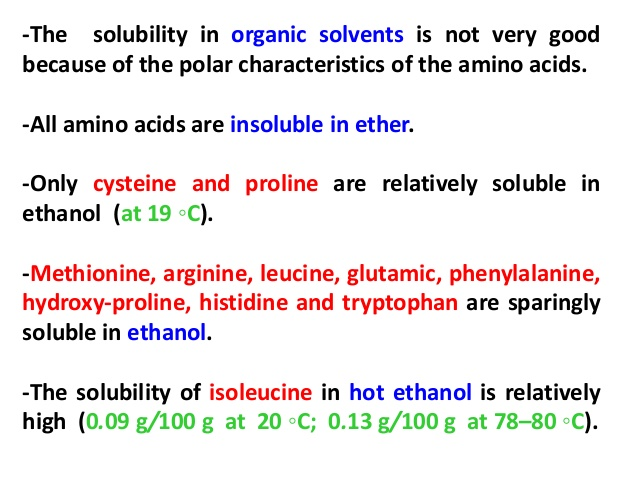 -The solubility in organic solvents is not very good
because of the polar characteristics of the amino acids.
-All amino acids are insoluble in ether.
-Only cysteine and proline are relatively soluble in
ethanol (at 19 ◦C).
-Methionine, arginine, leucine, glutamic, phenylalanine,
hydroxy-proline, histidine and tryptophan are sparingly
soluble in ethanol.
-The solubility of isoleucine in hot ethanol is relatively
high (0.09 g/100 g at 20 ◦C; 0.13 g/100 g at 78–80 ◦C).